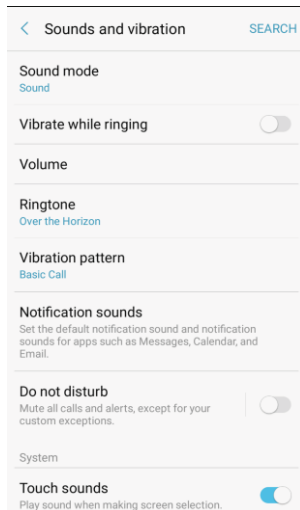 Sounds and vibration SEARCH
Sound mode
Sound
Vibrate while ringing
Volume
Ringtone
Over the Horizon
Vibration pattern
Basic Call
Notification sounds
Set the default notification sound and notification
sounds for apps such as Messages, Calendar, and
Email.
Do not disturb
Mute all calls and alerts, except for your
custom exceptions.
System
Touch sounds
Play sound when making screen selection.